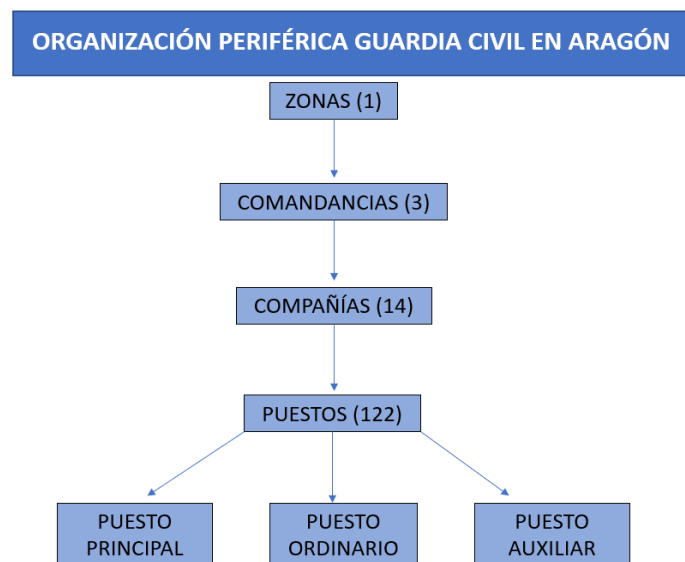 ORGANIZACIÓN PERIFÉRICA GUARDIA CIVIL EN ARAGÓN
ZONAS (1)
COMANDANCIAS (3)
COMPAÑÍAS (14)
PUESTOS (122)
PUESTO
PRINCIPAL
PUESTO
ORDINARIO
PUESTO
AUXILIAR